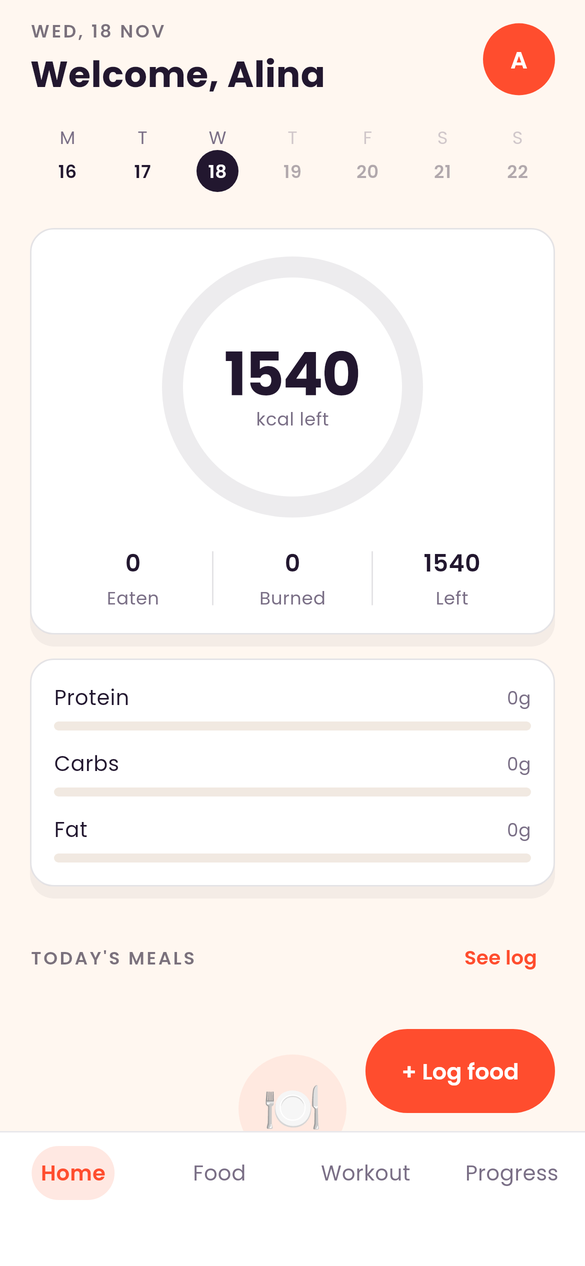 WED, 18 NOV
Welcome, Alina
A
M T W T F S S
16 17 18 19 20 21 22
1540
kcal left
0 0 1540
Eaten Burned Left
Protein 0g
Carbs 0g
Fat 0g
TODAY'S MEALS See log
+ Log food
Home Food Workout Progress